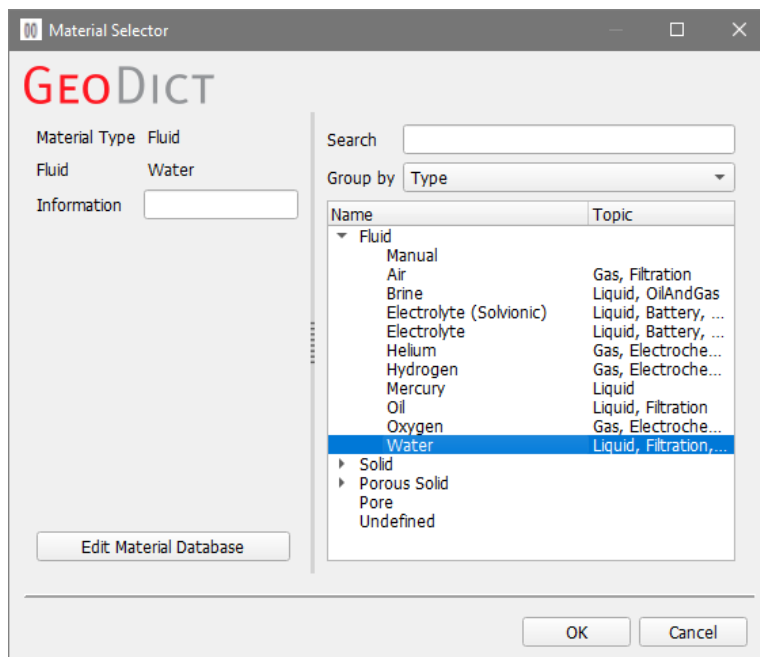 Material Selector
GEODICT
Material Type Fluid
Fluid Water
Information
Edit Material Database
Search
Group by Type
Name Topic
Fluid
Manual
Air Gas, Filtration
Brine Liquid, OilAndGas
Electrolyte (Solvionic) Liquid, Battery, ...
Electrolyte Liquid, Battery, ...
Helium Gas, Electroche...
Hydrogen Gas, Electroche...
Mercury Liquid
Oil Liquid, Filtration
Oxygen Gas, Electroche...
Water Liquid, Filtration,...
Solid
Porous Solid
Pore
Undefined
OK Cancel